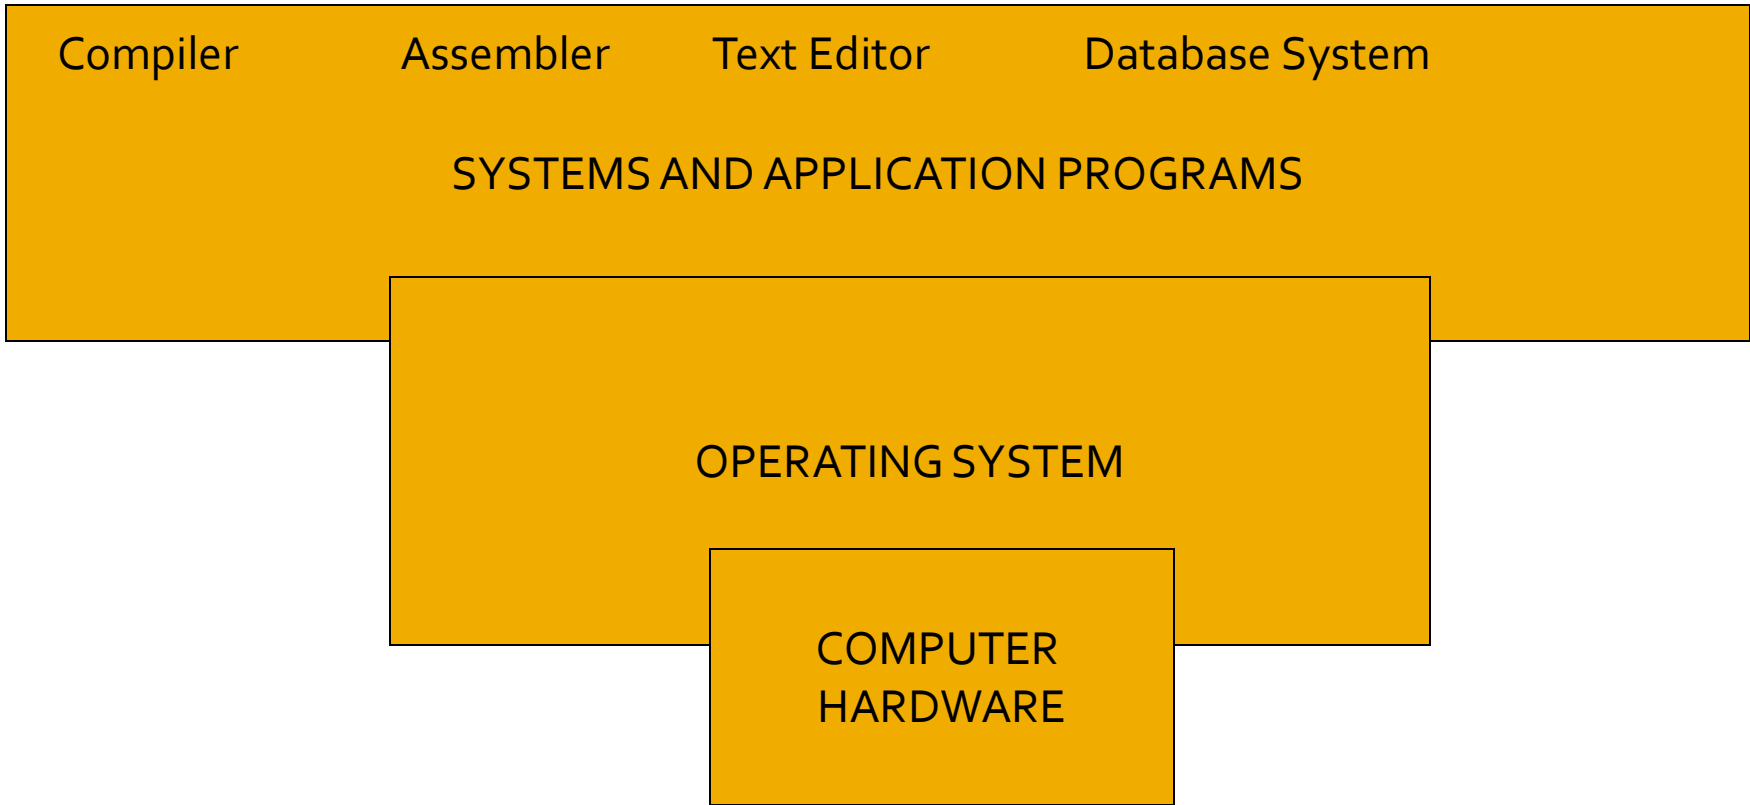 Compiler Assembler Text Editor Database System
SYSTEMS AND APPLICATION PROGRAMS
OPERATING SYSTEM
COMPUTER
HARDWARE